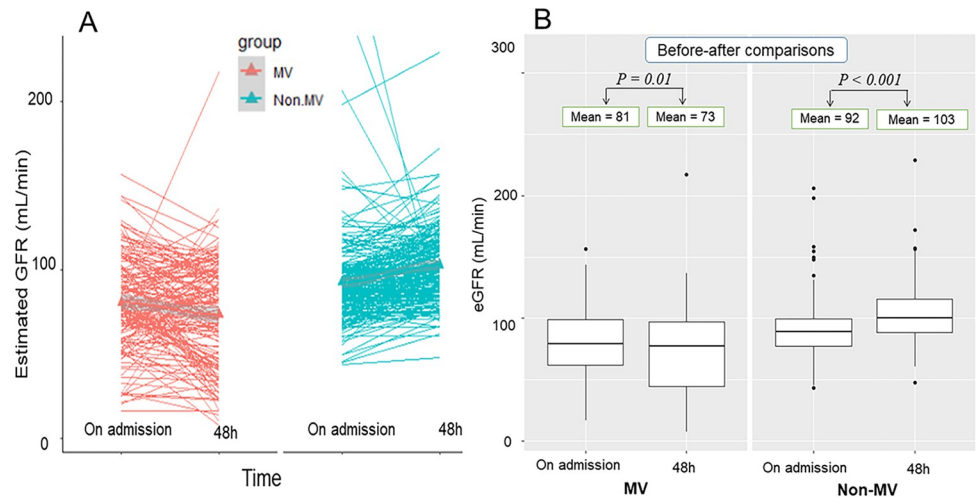 A
group
MV
Non.MV
200
100
0
Estimated GFR (mL/min)
On admission
48h
On admission
48h
Time
B
Before-after comparisons
P = 0.01
P < 0.001
Mean = 81
Mean = 73
Mean = 92
Mean = 103
300
200
100
0
eGFR (mL/min)
On admission
48h
On admission
48h
MV
Non-MV